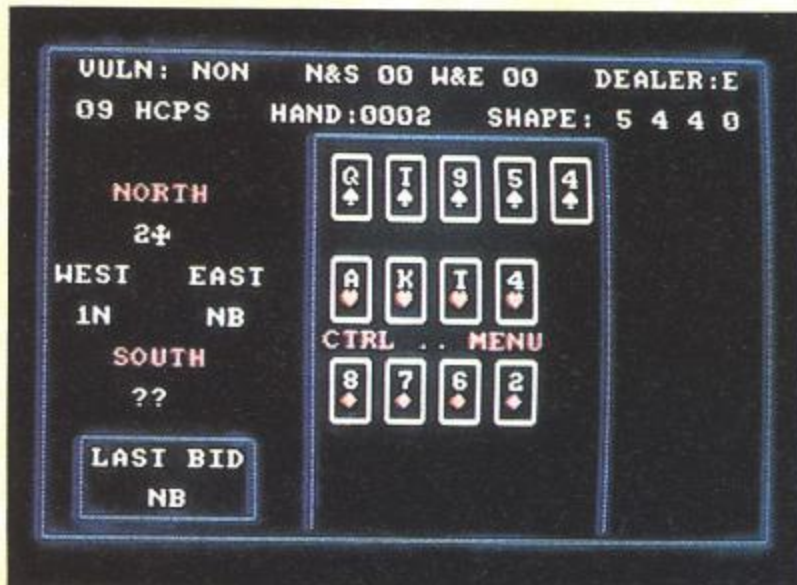 VULN: NON N&S 00 W&E 00 DEALER:E
09 HCPS HAND:0002 SHAPE: 5 4 4 0
NORTH
2♣
WEST EAST
1N NB
SOUTH
??
LAST BID
NB
Q T 9 5 4
♠ ♠ ♠ ♠ ♠
A K T 4
♥ ♥ ♥ ♥
CTRL .. MENU
8 7 6 2
♦ ♦ ♦ ♦